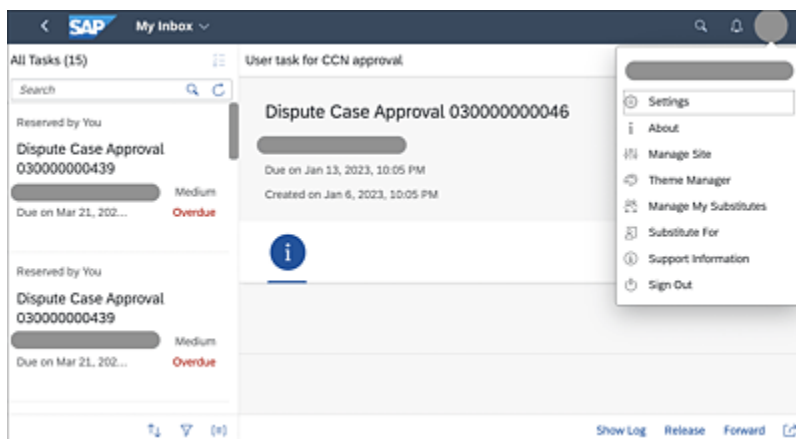 SAP My Inbox
All Tasks (15)
Search
Reserved by You
Dispute Case Approval
030000000439
Medium
Due on Mar 21, 202... Overdue
Reserved by You
Dispute Case Approval
030000000439
Medium
Due on Mar 21, 202... Overdue
User task for CCN approval
Dispute Case Approval 030000000046
Due on Jan 13, 2023, 10:05 PM
Created on Jan 6, 2023, 10:05 PM
Settings
About
Manage Site
Theme Manager
Manage My Substitutes
Substitute For
Support Information
Sign Out
Show Log Release Forward